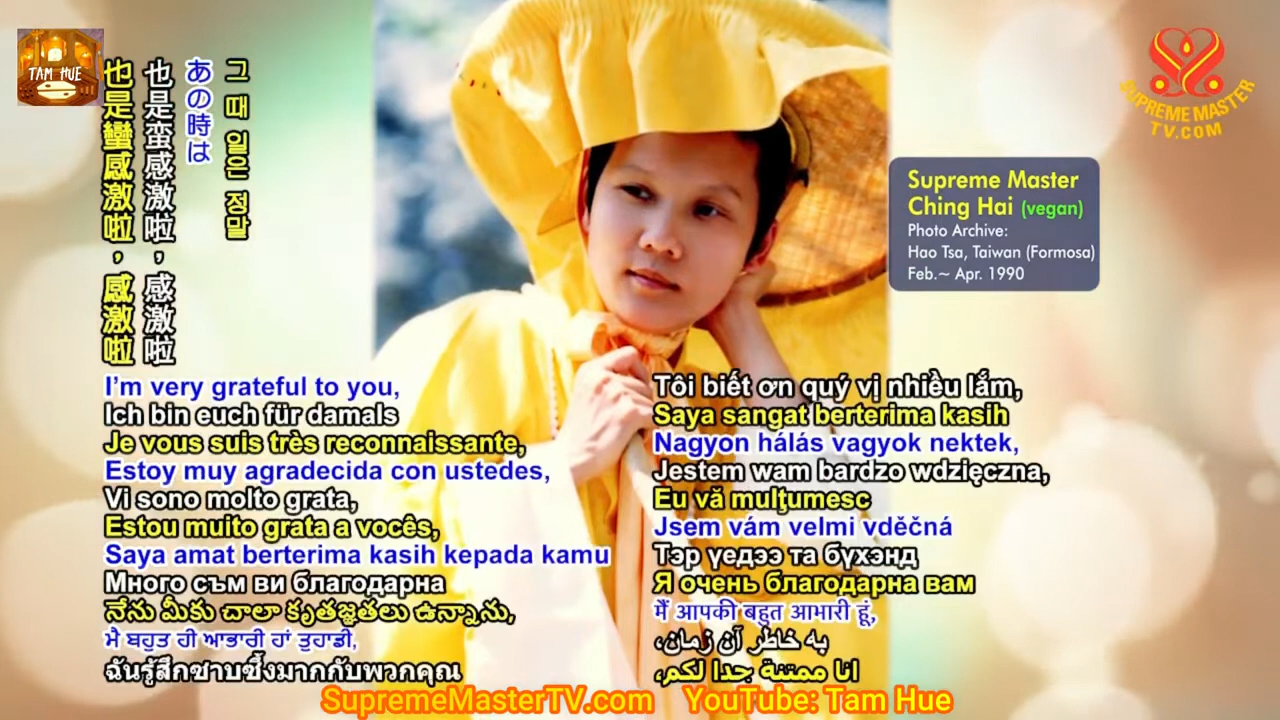 TAM HUE
SUPREME MASTER
TV.COM
그 때 일은 정말
あの時は
也是蛮感激啦，感激啦
也是蠻感激啦，感激啦
Supreme Master
Ching Hai (vegan)
Photo Archive:
Hao Tsa, Taiwan (Formosa)
Feb.~ Apr. 1990
I'm very grateful to you,
Ich bin euch für damals
Je vous suis très reconnaissante,
Estoy muy agradecida con ustedes,
Vi sono molto grata,
Estou muito grata a vocês,
Saya amat berterima kasih kepada kamu
Много съм ви благодарна
నేను మీకు చాలా కృతజ్ఞతలు ఉన్నాను,
ਮੈ ਬਹੁਤ ਹੀ ਆਭਾਰੀ ਹਾਂ ਤੁਹਾਡੀ,
ฉันรู้สึกซาบซึ้งมากกับพวกคุณ
Tôi biết ơn quý vị nhiều lắm,
Saya sangat berterima kasih
Nagyon hálás vagyok nektek,
Jestem wam bardzo wdzięczna,
Eu vă mulţumesc
Jsem vám velmi vděčná
Тэр үедээ та бүхэнд
Я очень благодарна вам
मैं आपकी बहुत आभारी हूं,
به خاطر آن زمان،
انا ممتنة جدا لكم،
SupremeMasterTV.com YouTube: Tam Hue